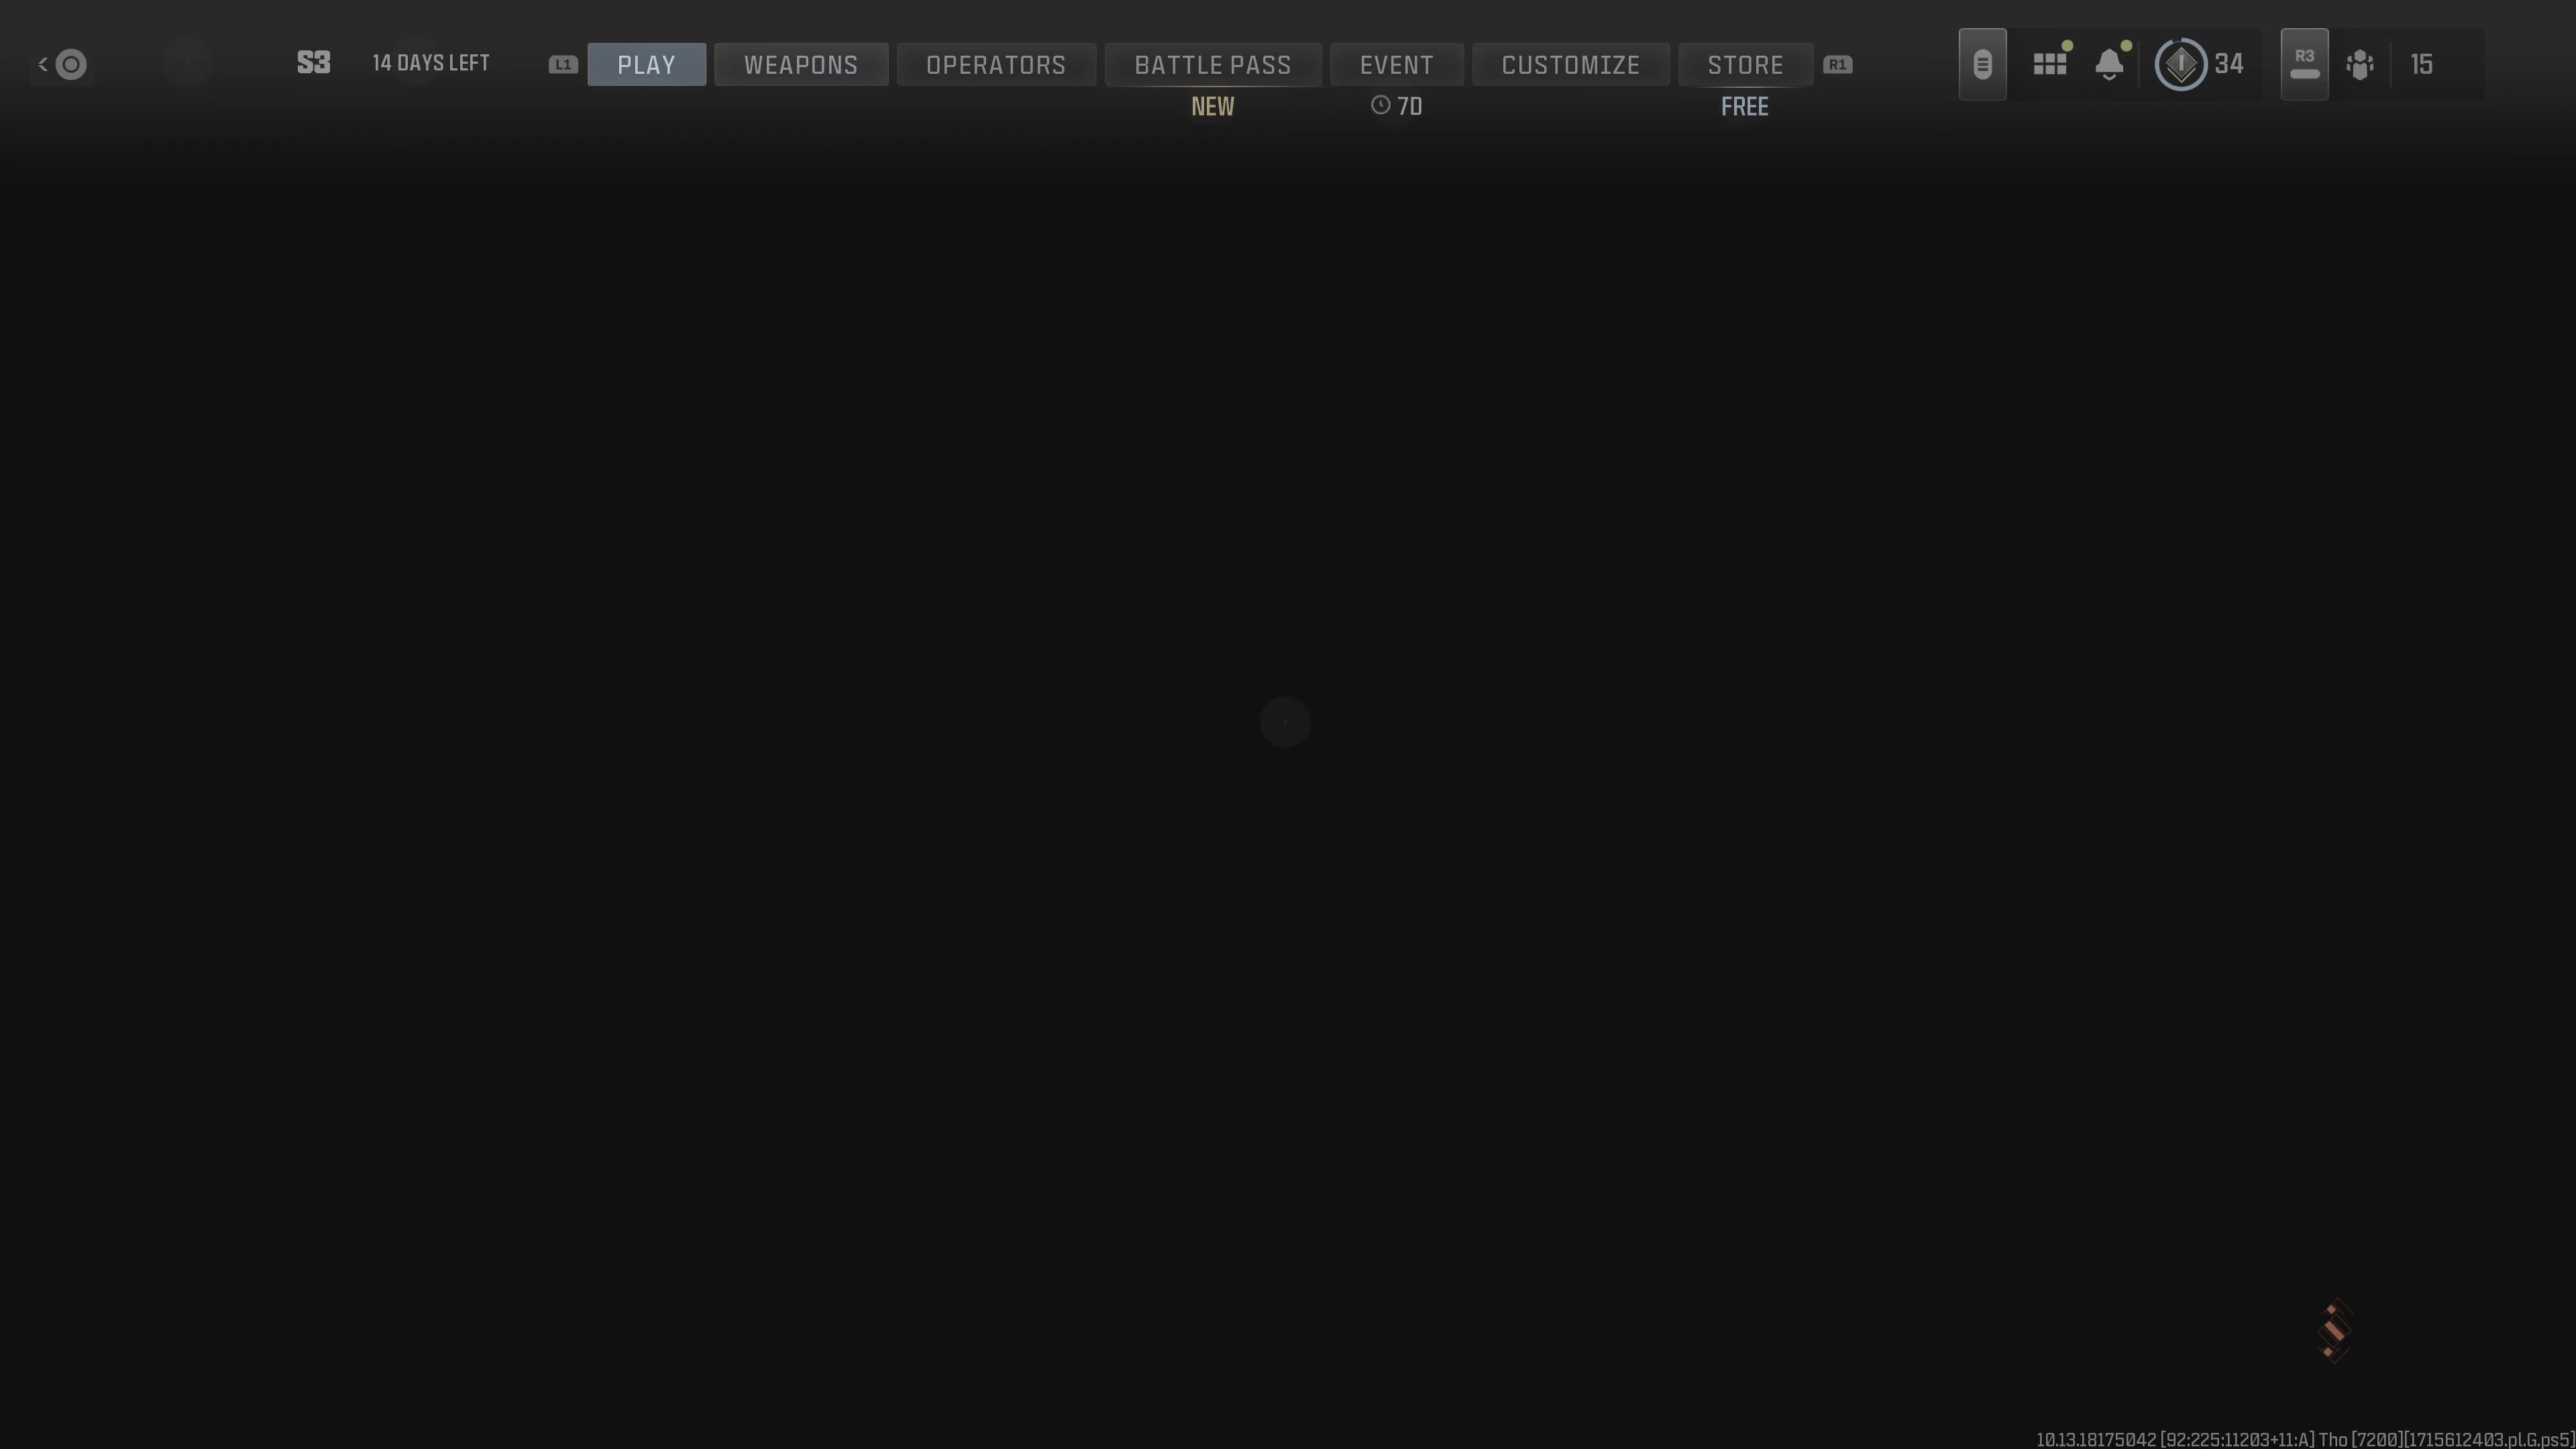 S3 14 DAYS LEFT L1 PLAY WEAPONS OPERATORS BATTLE PASS EVENT CUSTOMIZE STORE R1 34 R3 15
NEW 7D FREE
10.13.18175042 [92:225:11203+11:A] Tho [7200][1715612403.pl.G.ps5]